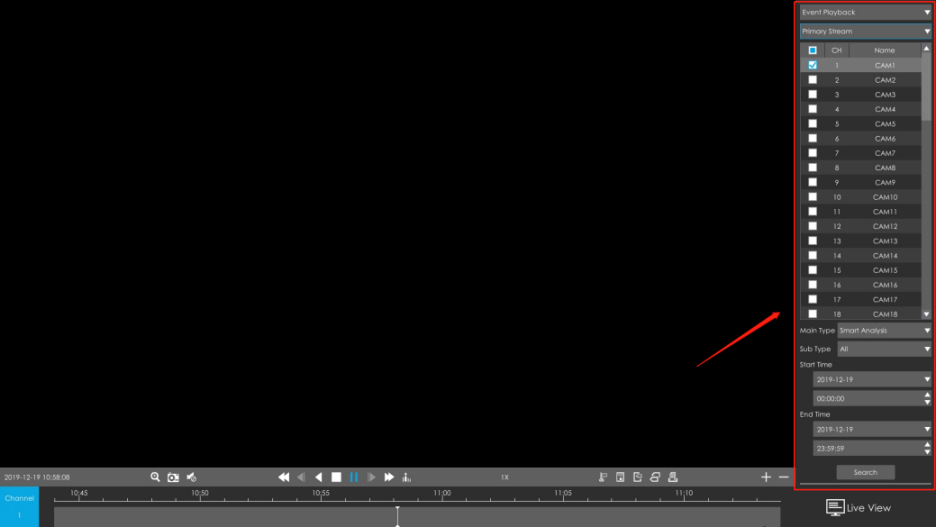 Event Playback
Primary Stream
CH Name
1 CAM1
2 CAM2
3 CAM3
4 CAM4
5 CAM5
6 CAM6
7 CAM7
8 CAM8
9 CAM9
10 CAM10
11 CAM11
12 CAM12
13 CAM13
14 CAM14
15 CAM15
16 CAM16
17 CAM17
18 CAM18
Main Type Smart Analysis
Sub Type All
Start Time
2019-12-19
00:00:00
End Time
2019-12-19
23:59:59
Search
2019-12-19 10:58:08 1X
Channel 10:45 10:50 10:55 11:00 11:05 11:10
1
Live View